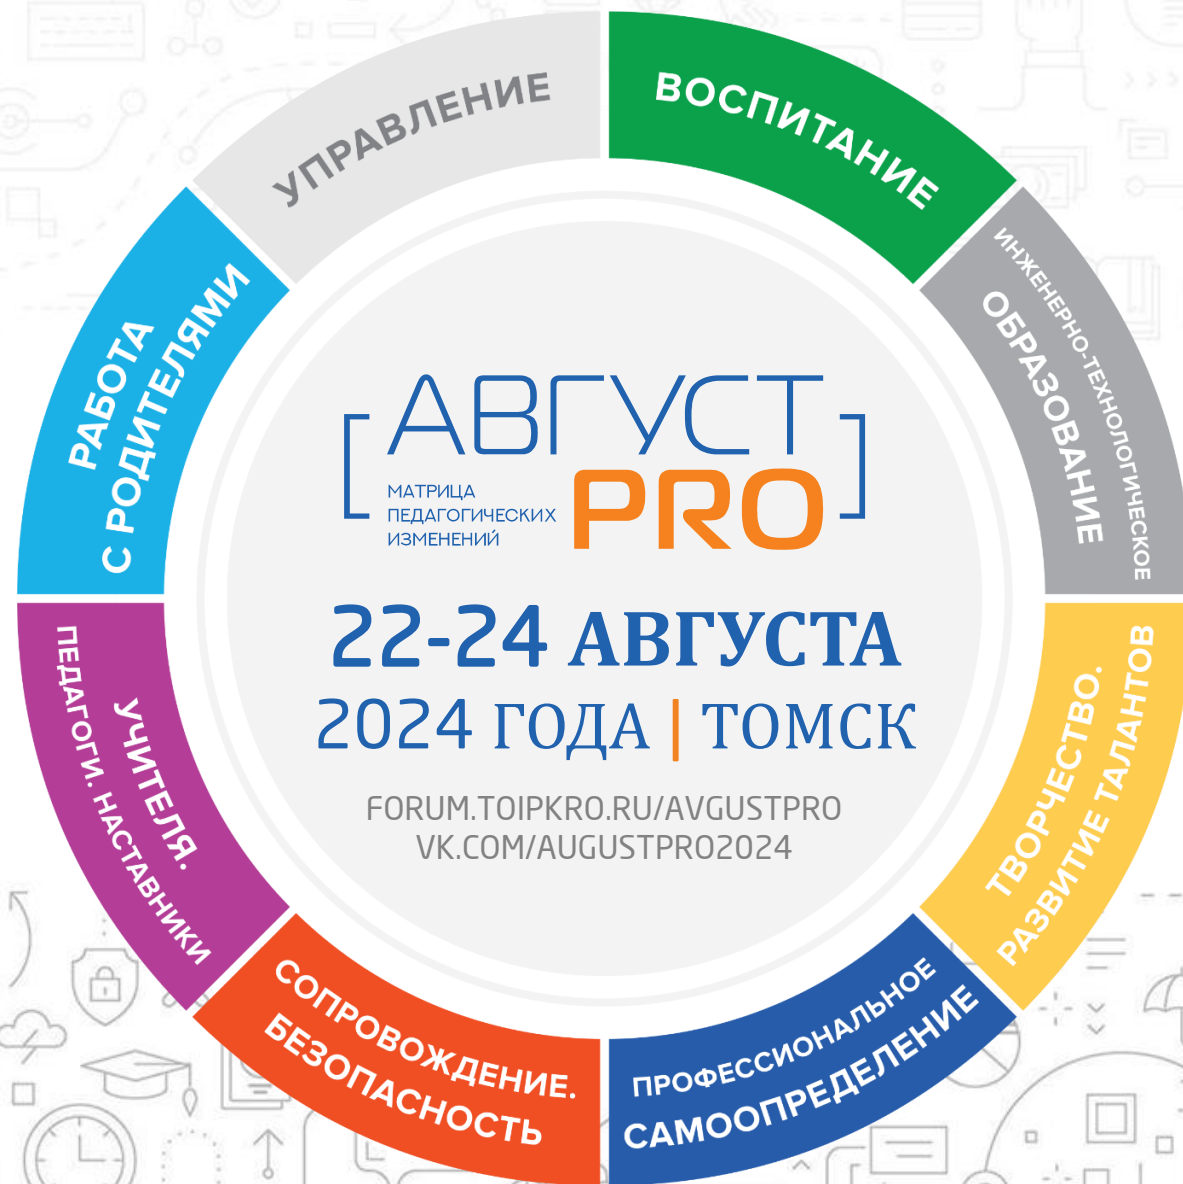 УПРАВЛЕНИЕ
ВОСПИТАНИЕ
ИНЖЕНЕРНО-ТЕХНОЛОГИЧЕСКОЕ
ОБРАЗОВАНИЕ
ТВОРЧЕСТВО.
РАЗВИТИЕ ТАЛАНТОВ
ПРОФЕССИОНАЛЬНОЕ
САМООПРЕДЕЛЕНИЕ
СОПРОВОЖДЕНИЕ.
БЕЗОПАСНОСТЬ
УЧИТЕЛЯ.
ПЕДАГОГИ. НАСТАВНИКИ
РАБОТА
С РОДИТЕЛЯМИ
[АВГУСТ
PRO]
МАТРИЦА
ПЕДАГОГИЧЕСКИХ
ИЗМЕНЕНИЙ
22-24 АВГУСТА
2024 ГОДА | ТОМСК
FORUM.TOIPKRO.RU/AVGUSTPRO
VK.COM/AUGUSTPRO2024